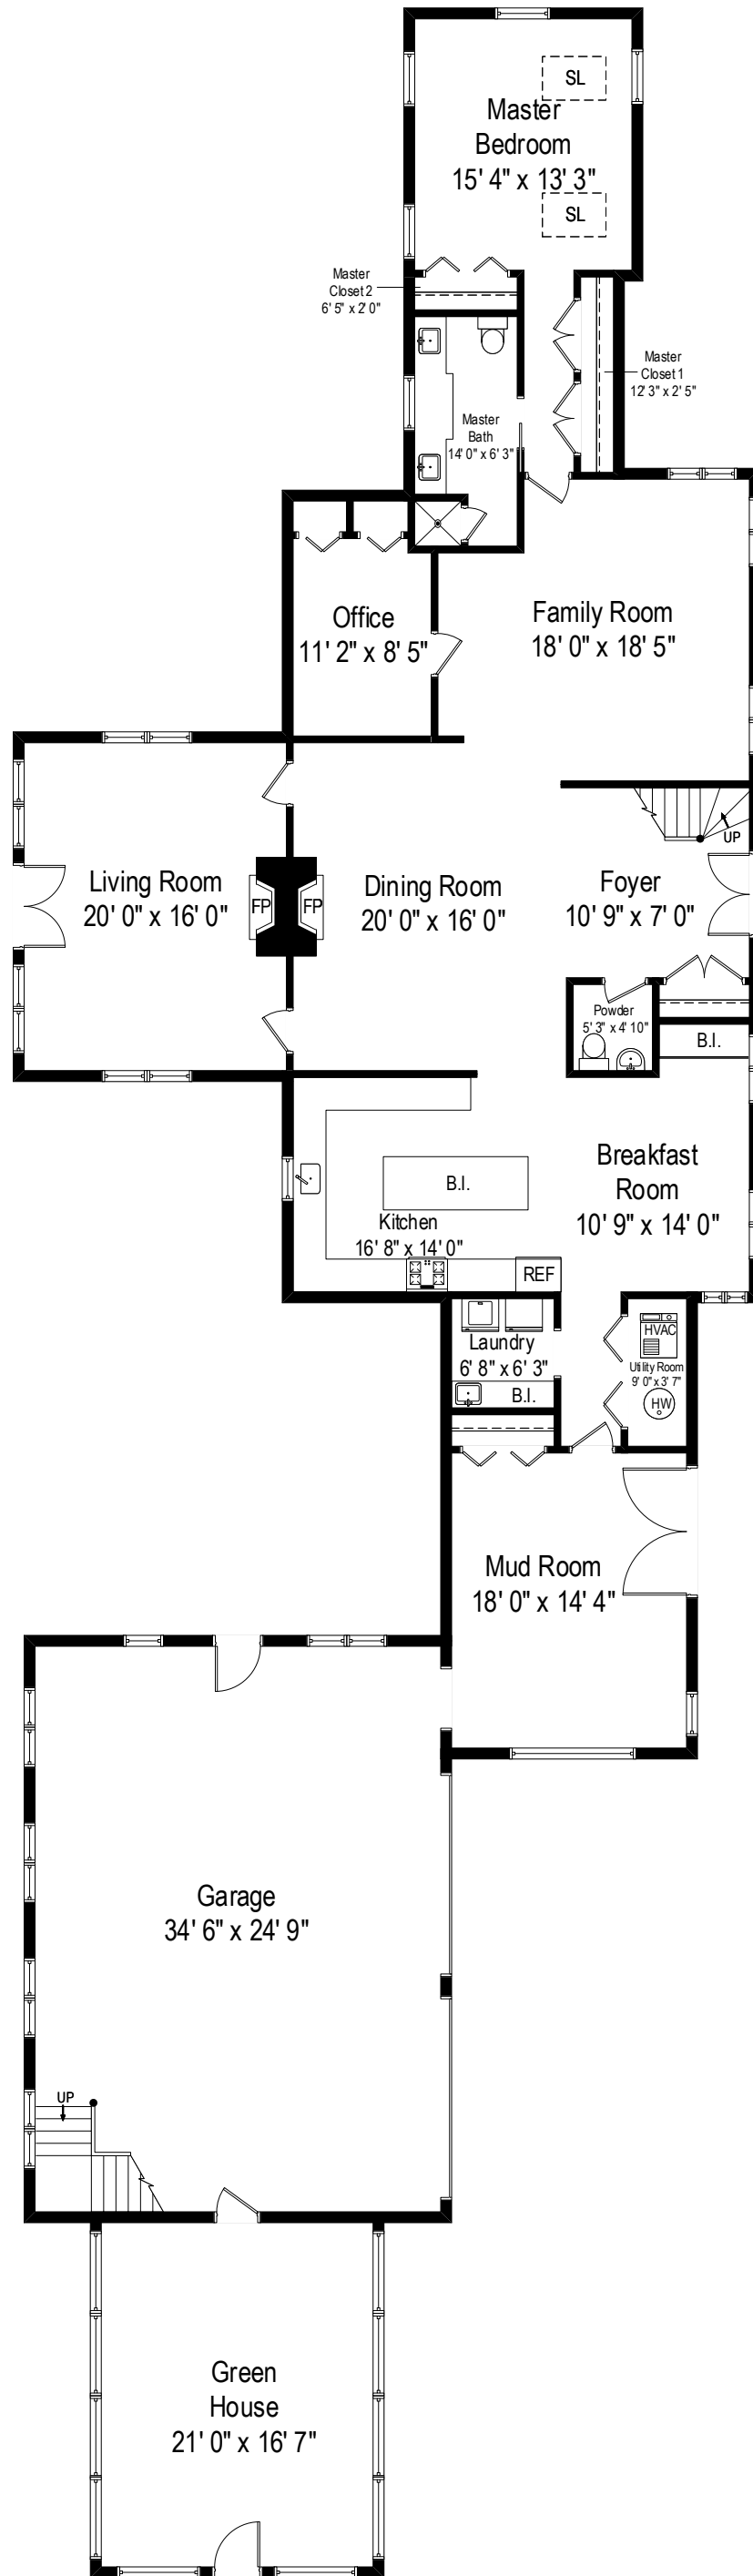 SL
Master
Bedroom
15' 4" x 13' 3"
SL
Master
Closet 2
6' 5" x 2' 0"
Master
Closet 1
12' 3" x 2' 5"
Master
Bath
14' 0" x 6' 3"
Office
11' 2" x 8' 5"
Family Room
18' 0" x 18' 5"
UP
Living Room
20' 0" x 16' 0"
FP
FP
Dining Room
20' 0" x 16' 0"
Foyer
10' 9" x 7' 0"
Powder
5' 3" x 4' 10"
B.I.
Breakfast
Room
10' 9" x 14' 0"
B.I.
Kitchen
16' 8" x 14' 0"
REF
Laundry
6' 8" x 6' 3"
B.I.
HVAC
Utility Room
9' 0" x 3' 7"
HW
Mud Room
18' 0" x 14' 4"
Garage
34' 6" x 24' 9"
UP
Green
House
21' 0" x 16' 7"